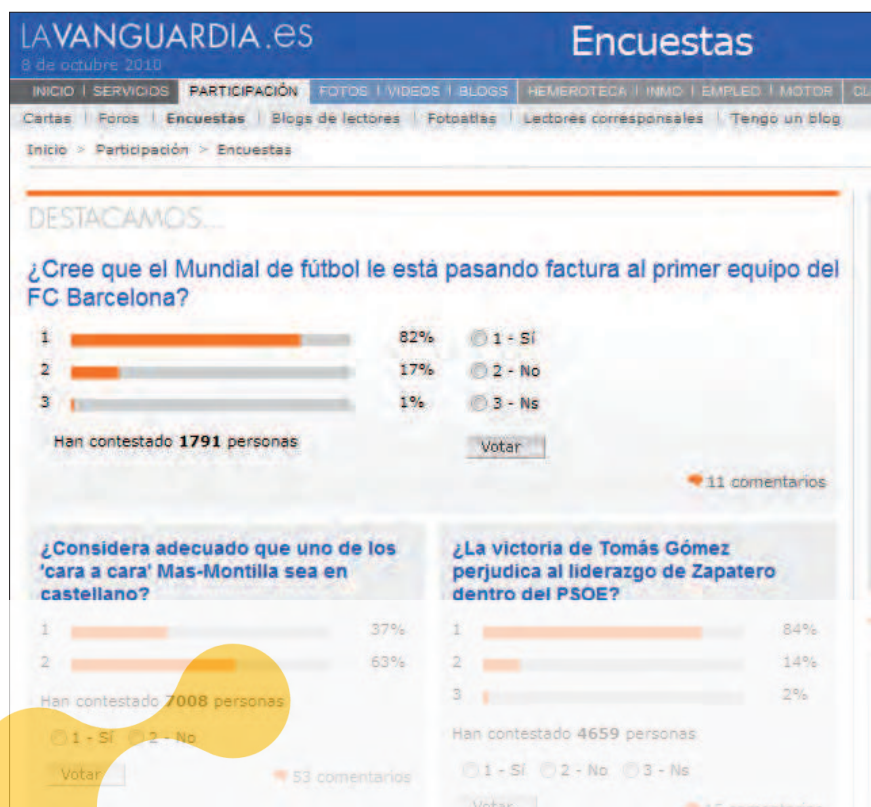 LAVANGUARDIA.es
8 de octubre 2010
Encuestas
INICIO | SERVICIOS PARTICIPACIÓN FOTOS | VIDEOS | BLOGS HEMEROTECA | INMO | EMPLEO | MOTOR
Cartas | Foros | Encuestas | Blogs de lectores | Fotoatlas | Lectores corresponsales | Tengo un blog
Inicio > Participación > Encuestas
DESTACAMOS...
¿Cree que el Mundial de fútbol le está pasando factura al primer equipo del
FC Barcelona?
1 82% 1 - Sí
2 17% 2 - No
3 1% 3 - Ns
Han contestado 1791 personas
Votar
11 comentarios
¿Considera adecuado que uno de los
'cara a cara' Mas-Montilla sea en
castellano?
1 37%
2 63%
Han contestado 7008 personas
1 - Sí 2 - No
Votar
53 comentarios
¿La victoria de Tomás Gómez
perjudica al liderazgo de Zapatero
dentro del PSOE?
1 84%
2 14%
3 2%
Han contestado 4659 personas
1 - Sí 2 - No 3 - Ns
Votar